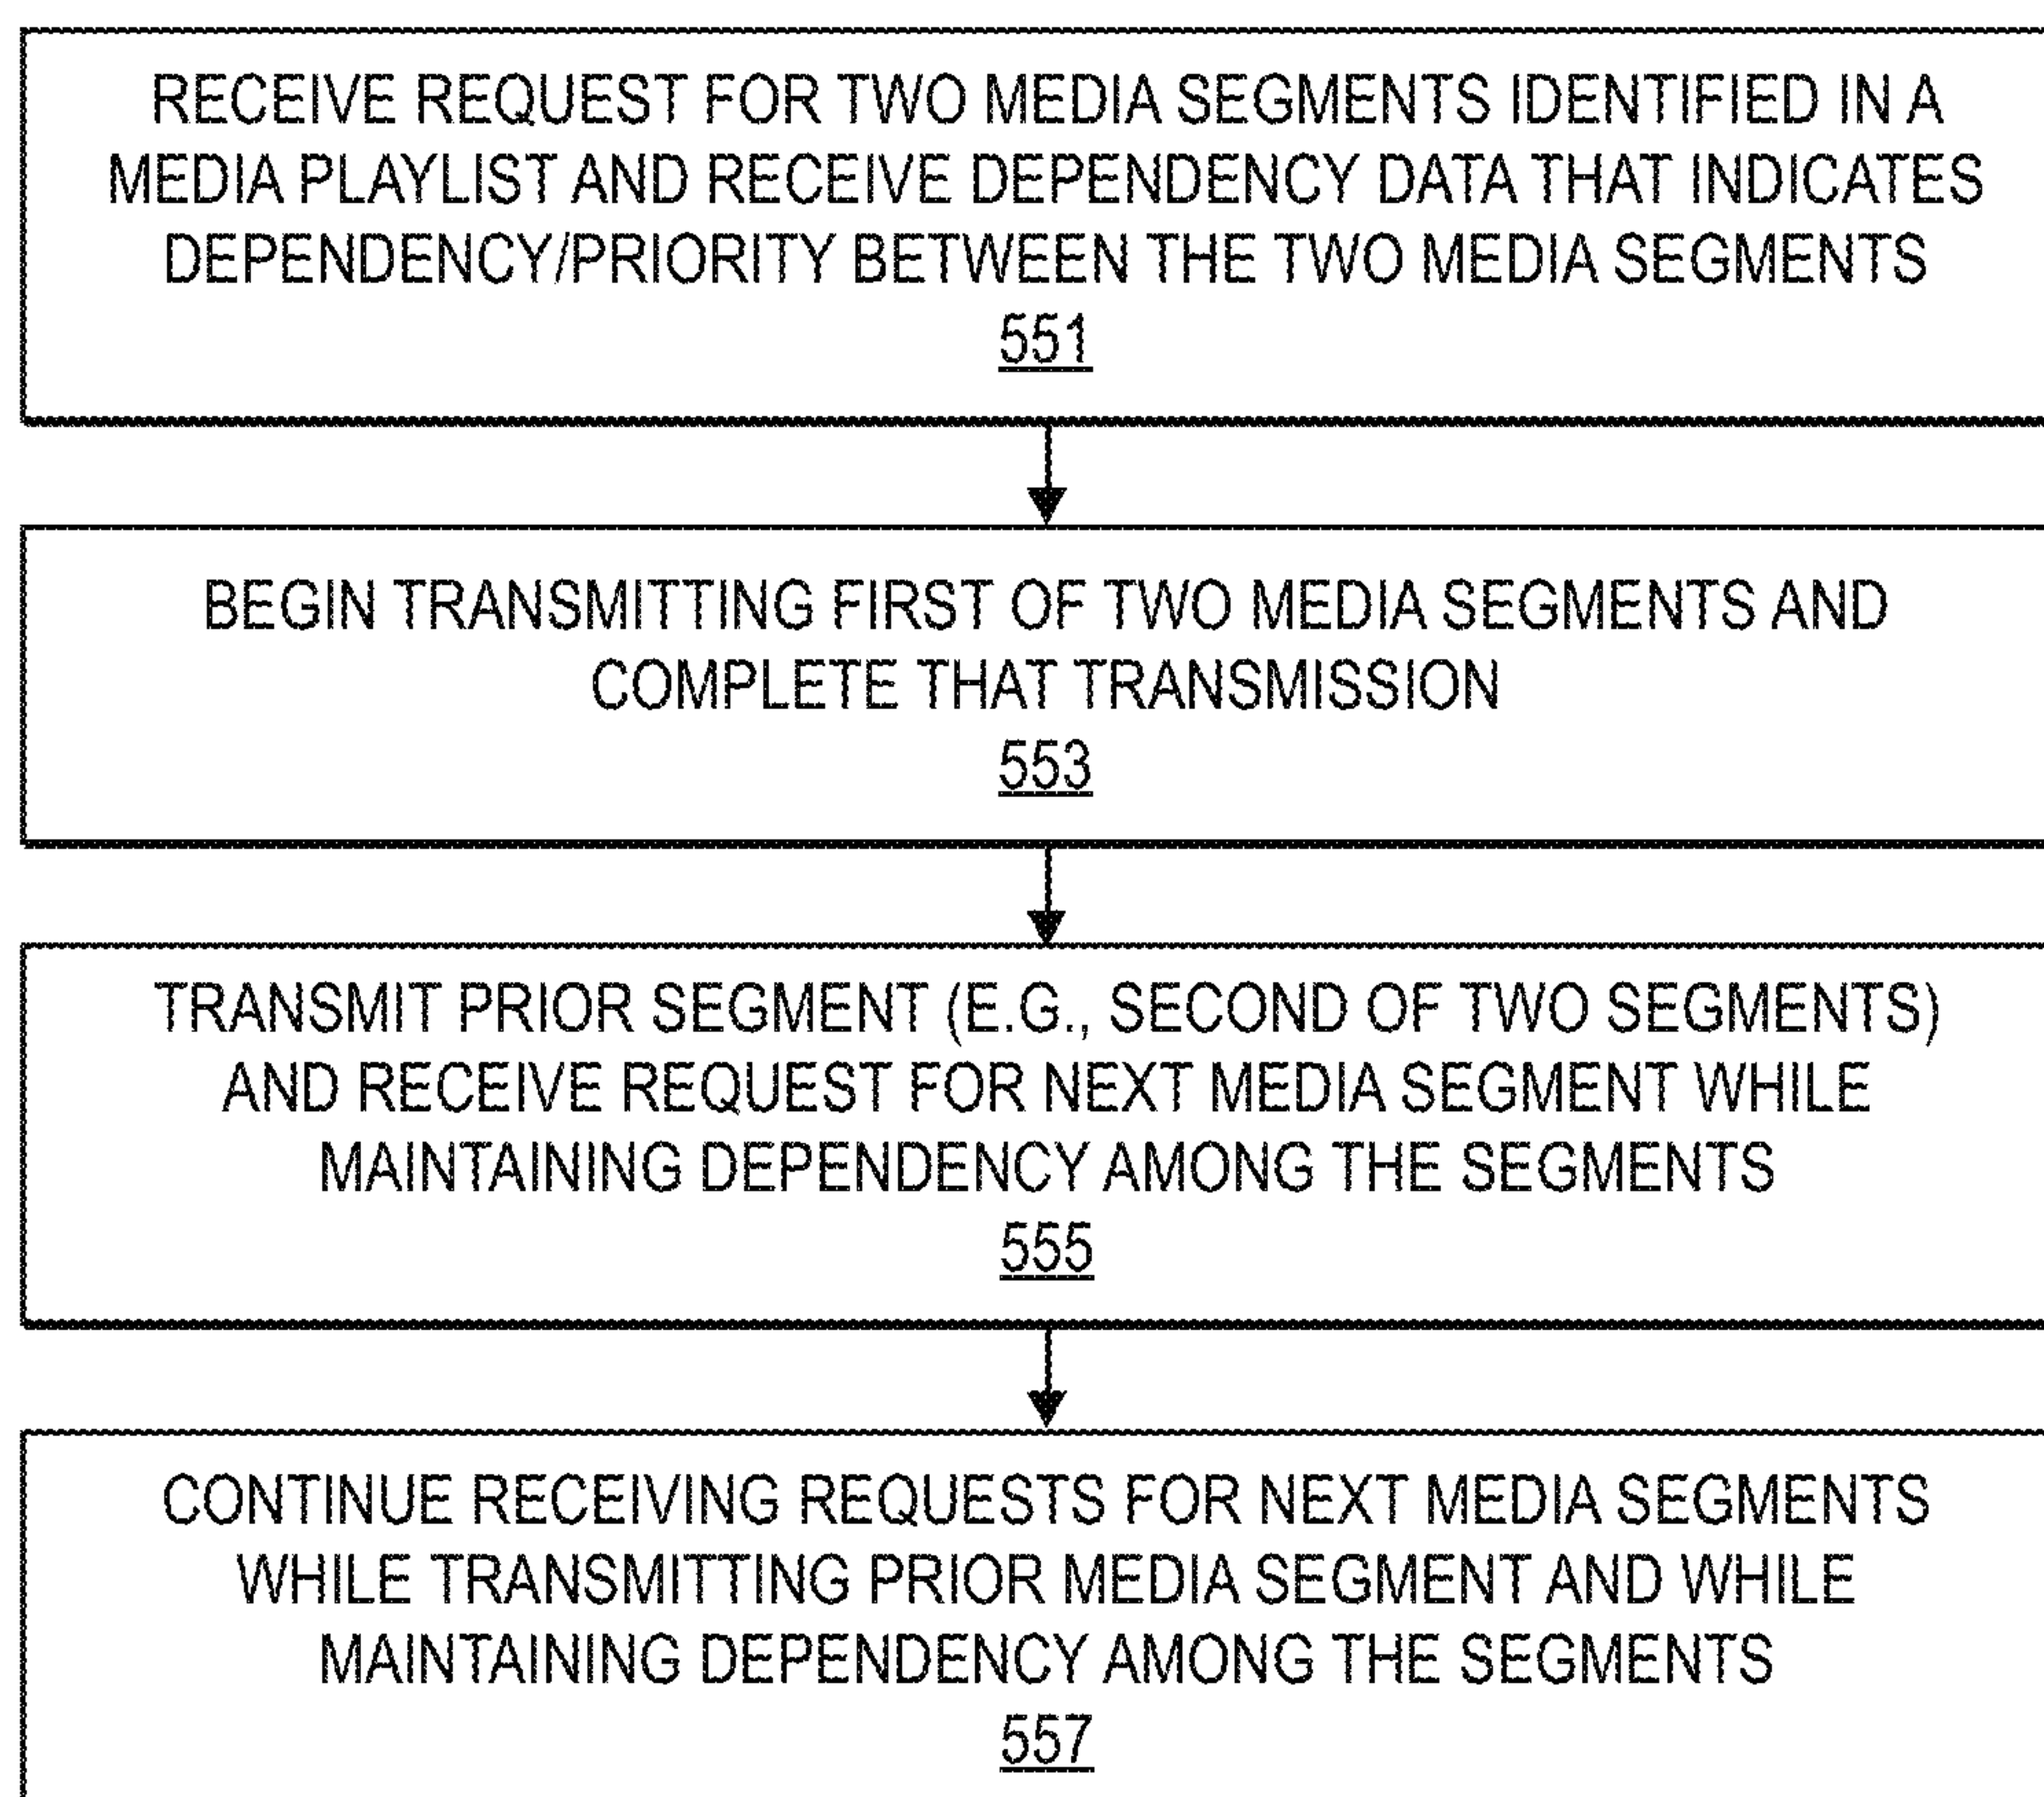 RECEIVE REQUEST FOR TWO MEDIA SEGMENTS IDENTIFIED IN A
MEDIA PLAYLIST AND RECEIVE DEPENDENCY DATA THAT INDICATES
DEPENDENCY/PRIORITY BETWEEN THE TWO MEDIA SEGMENTS
551
BEGIN TRANSMITTING FIRST OF TWO MEDIA SEGMENTS AND
COMPLETE THAT TRANSMISSION
553
TRANSMIT PRIOR SEGMENT (E.G., SECOND OF TWO SEGMENTS)
AND RECEIVE REQUEST FOR NEXT MEDIA SEGMENT WHILE
MAINTAINING DEPENDENCY AMONG THE SEGMENTS
555
CONTINUE RECEIVING REQUESTS FOR NEXT MEDIA SEGMENTS
WHILE TRANSMITTING PRIOR MEDIA SEGMENT AND WHILE
MAINTAINING DEPENDENCY AMONG THE SEGMENTS
557